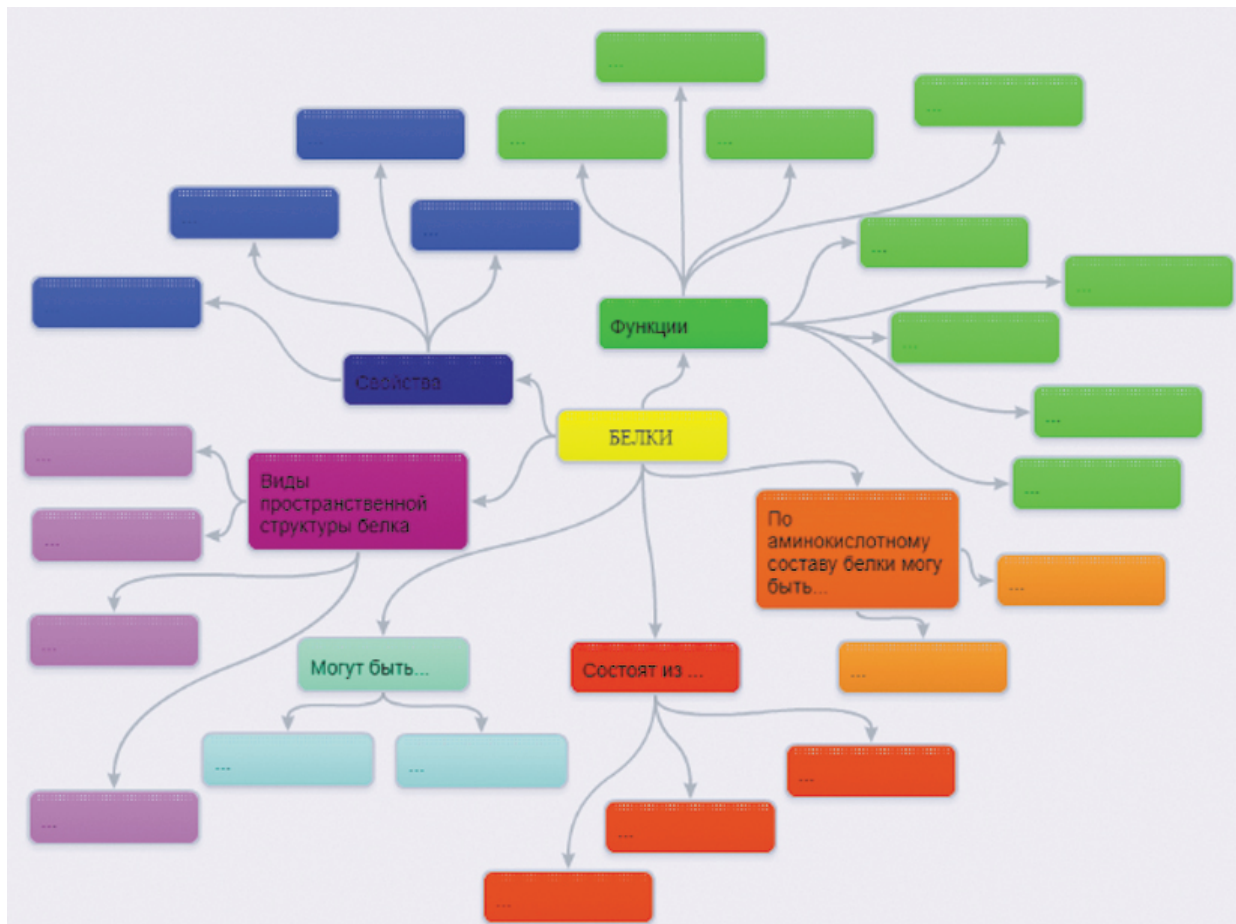 ...
...
...
...
...
...
...
...
...
...
Функции
...
Свойства
...
БЕЛКИ
...
...
Виды
пространственной
структуры белка
По
аминокислотному
составу белки могу
быть...
...
...
...
Могут быть...
Состоят из ...
...
...
...
...
...
...
...